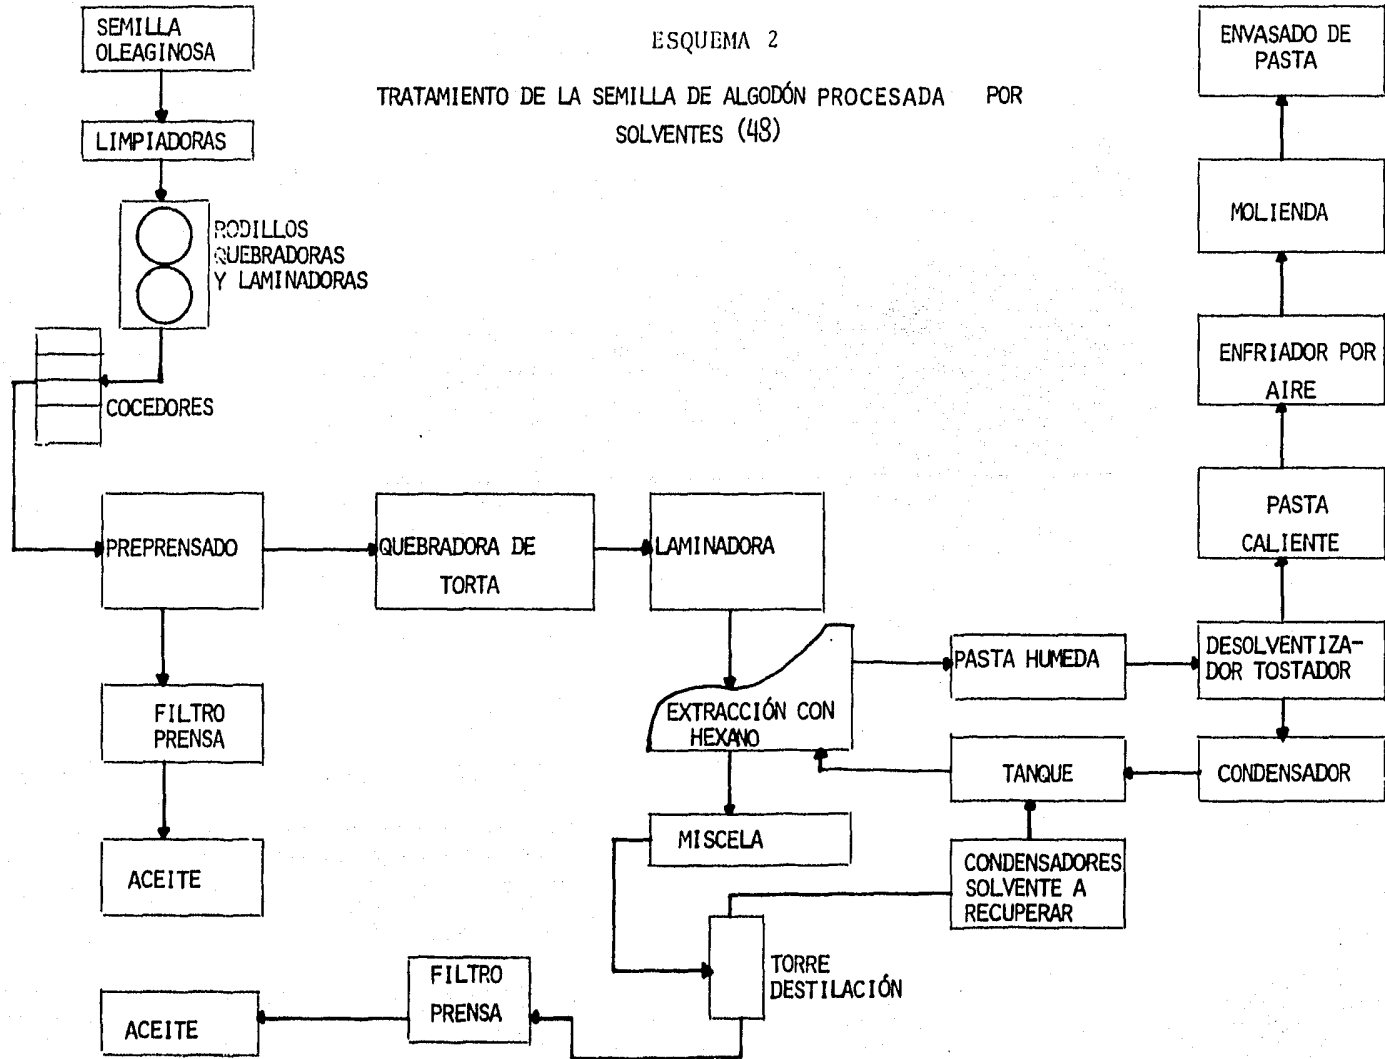 ESQUEMA 2
TRATAMIENTO DE LA SEMILLA DE ALGODÓN PROCESADA POR
SOLVENTES (48)
SEMILLA
OLEAGINOSA
LIMPIADORAS
RODILLOS
QUEBRADORAS
Y LAMINADORAS
COCEDORES
PREPRENSADO
QUEBRADORA DE
TORTA
LAMINADORA
FILTRO
PRENSA
ACEITE
EXTRACCIÓN CON
HEXANO
MISCELA
TORRE
DESTILACIÓN
FILTRO
PRENSA
ACEITE
PASTA HUMEDA
TANQUE
CONDENSADORES
SOLVENTE A
RECUPERAR
DESOLVENTIZA-
DOR TOSTADOR
CONDENSADOR
PASTA
CALIENTE
ENFRIADOR POR
AIRE
MOLIENDA
ENVASADO DE
PASTA